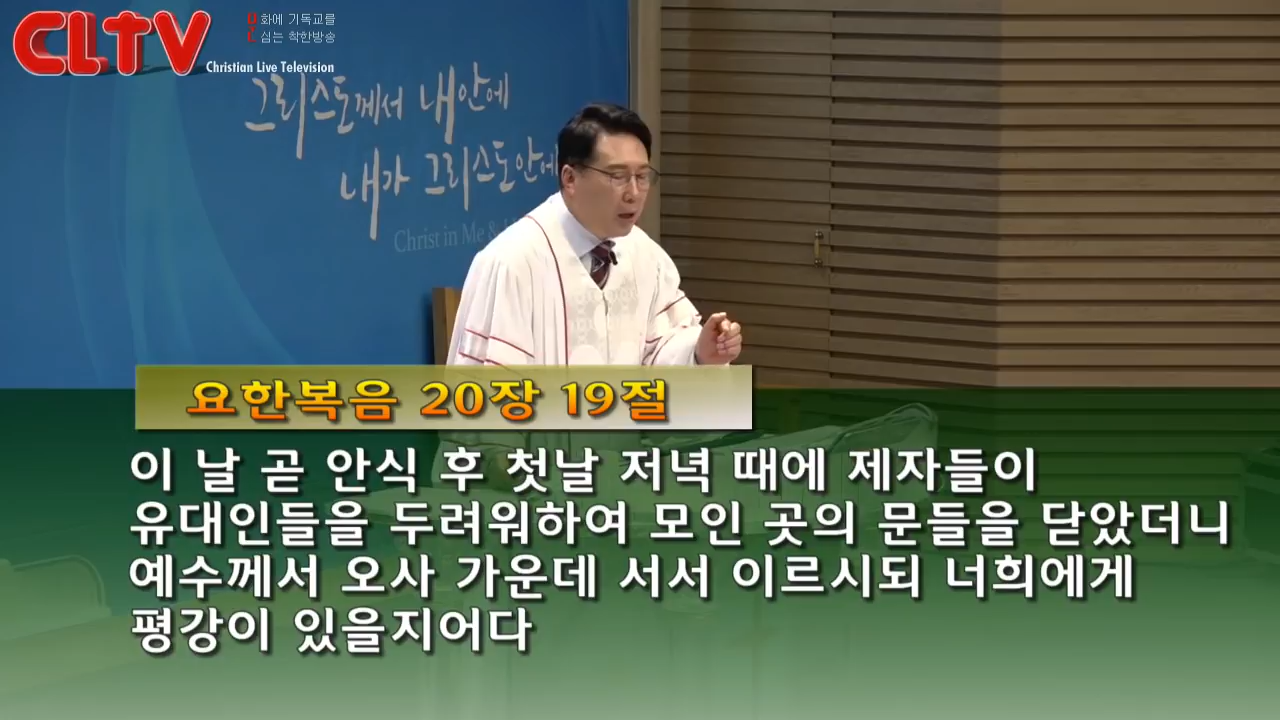 CLTV
문화에 기독교를
심는 착한방송
Christian Live Television
그리스도께서 내안에
내가 그리스도안에
Christ in Me &
요한복음 20장 19절
이 날 곧 안식 후 첫날 저녁 때에 제자들이
유대인들을 두려워하여 모인 곳의 문들을 닫았더니
예수께서 오사 가운데 서서 이르시되 너희에게
평강이 있을지어다